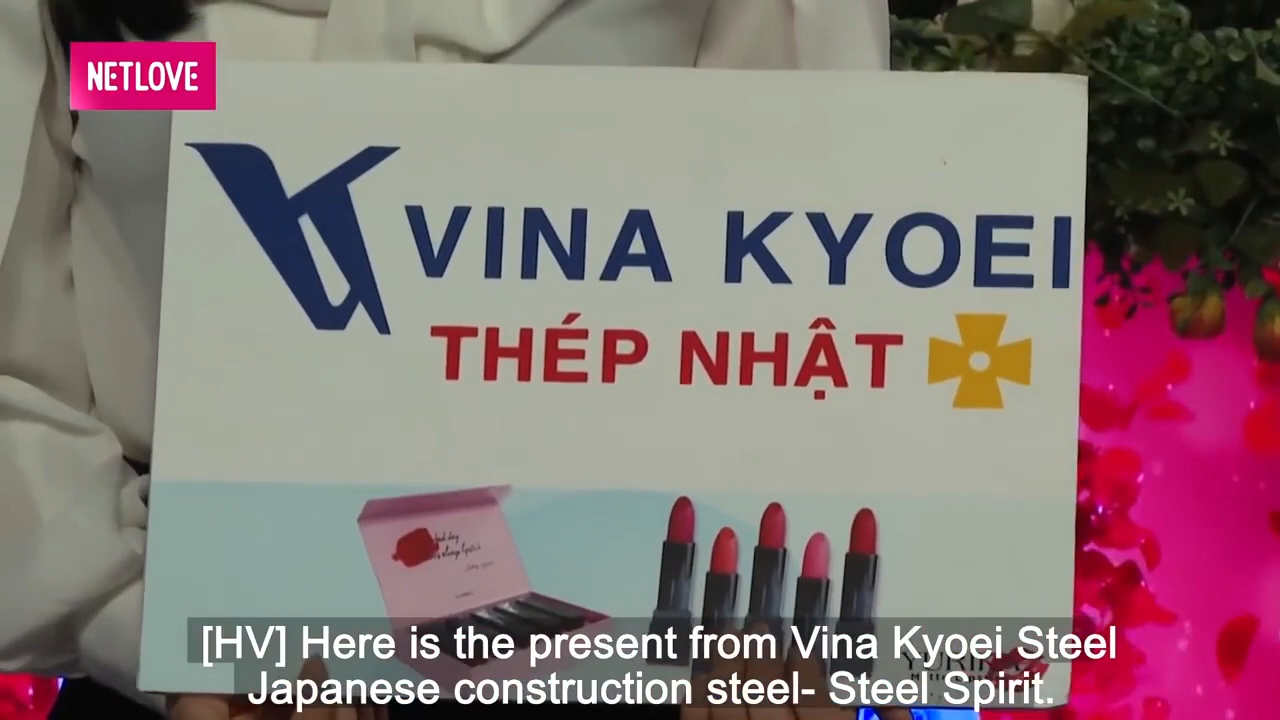 NETLOVE
VINA KYOEI
THÉP NHẬT
[HV] Here is the present from Vina Kyoei Steel
Japanese construction steel- Steel Spirit.